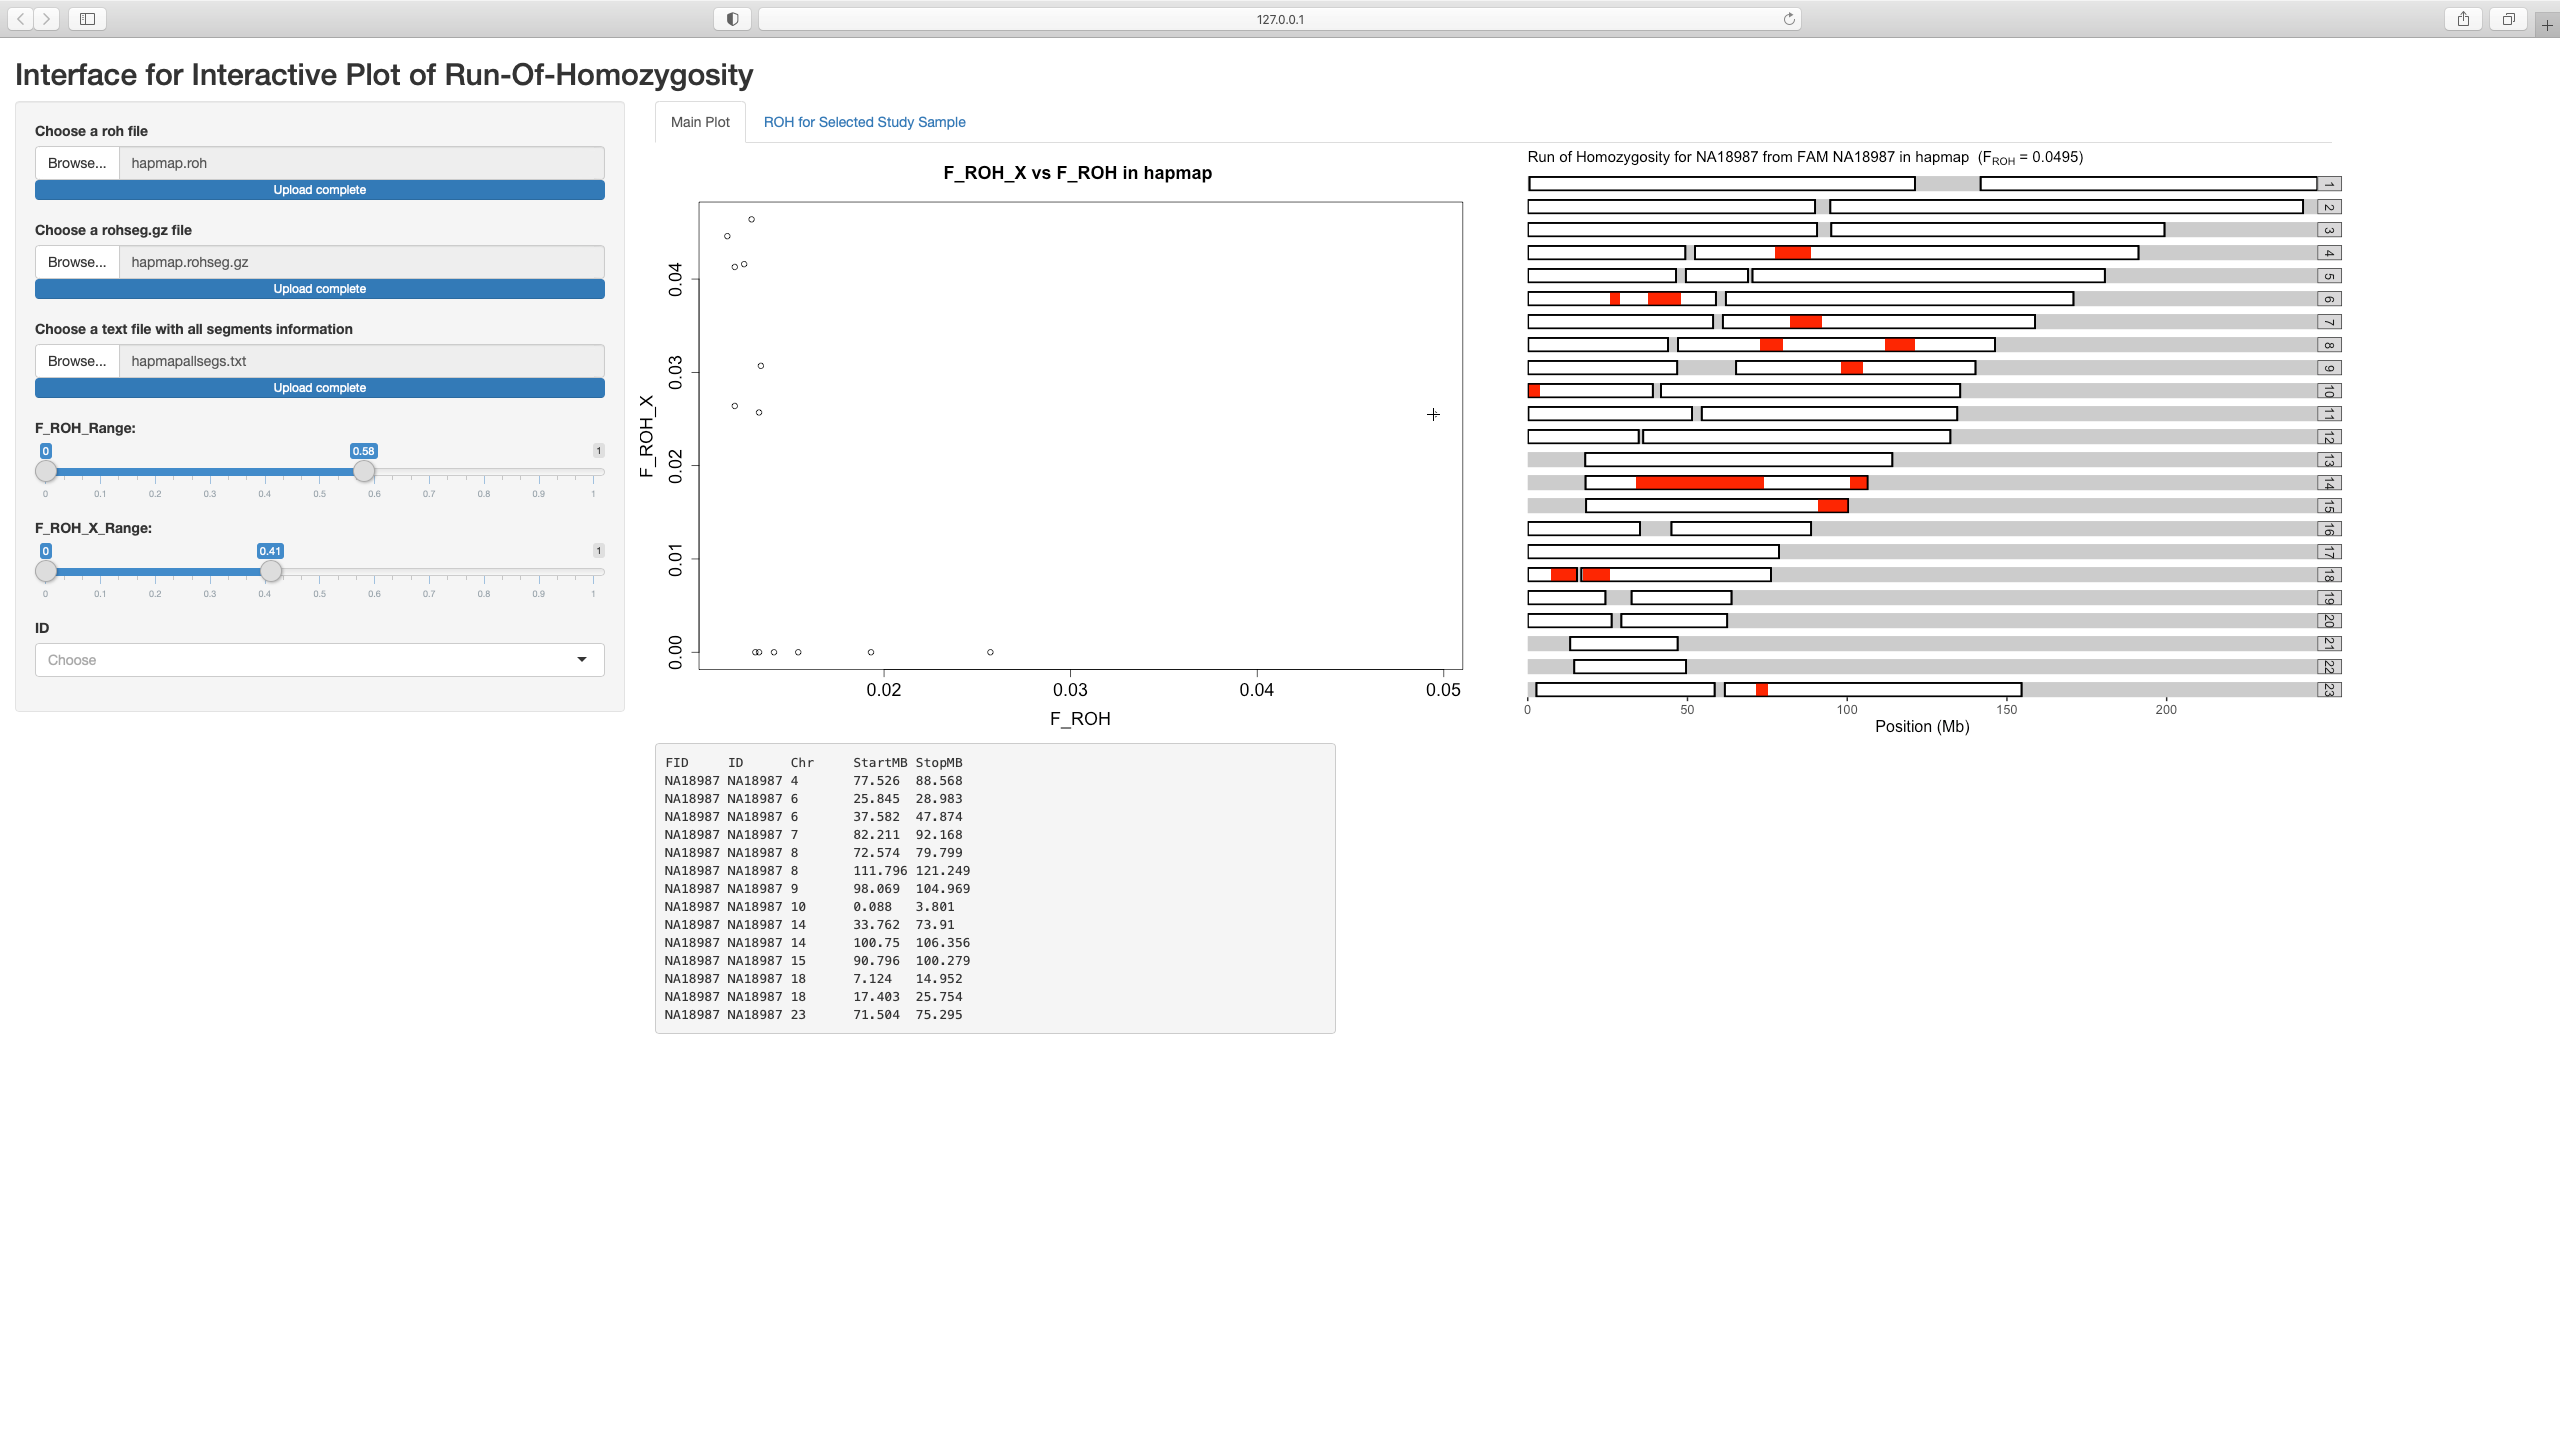 127.0.0.1
Interface for Interactive Plot of Run-Of-Homozygosity
Choose a roh file
Browse... hapmap.roh
Upload complete
Choose a rohseg.gz file
Browse... hapmap.rohseg.gz
Upload complete
Choose a text file with all segments information
Browse... hapmapallsegs.txt
Upload complete
F_ROH_Range:
0 0.58 1
0 0.1 0.2 0.3 0.4 0.5 0.6 0.7 0.8 0.9 1
F_ROH_X_Range:
0 0.41 1
0 0.1 0.2 0.3 0.4 0.5 0.6 0.7 0.8 0.9 1
ID
Choose
Main Plot ROH for Selected Study Sample
F_ROH_X vs F_ROH in hapmap
F_ROH_X
0.04
0.03
0.02
0.01
0.00
0.02 0.03 0.04 0.05
F_ROH
Run of Homozygosity for NA18987 from FAM NA18987 in hapmap (FROH = 0.0495)
1
2
3
4
5
6
7
8
9
10
11
12
13
14
15
16
17
18
19
20
21
22
23
0 50 100 150 200
Position (Mb)
FID ID Chr StartMB StopMB
NA18987 NA18987 4 77.526 88.568
NA18987 NA18987 6 25.845 28.983
NA18987 NA18987 6 37.582 47.874
NA18987 NA18987 7 82.211 92.168
NA18987 NA18987 8 72.574 79.799
NA18987 NA18987 8 111.796 121.249
NA18987 NA18987 9 98.069 104.969
NA18987 NA18987 10 0.088 3.801
NA18987 NA18987 14 33.762 73.91
NA18987 NA18987 14 100.75 106.356
NA18987 NA18987 15 90.796 100.279
NA18987 NA18987 18 7.124 14.952
NA18987 NA18987 18 17.403 25.754
NA18987 NA18987 23 71.504 75.295